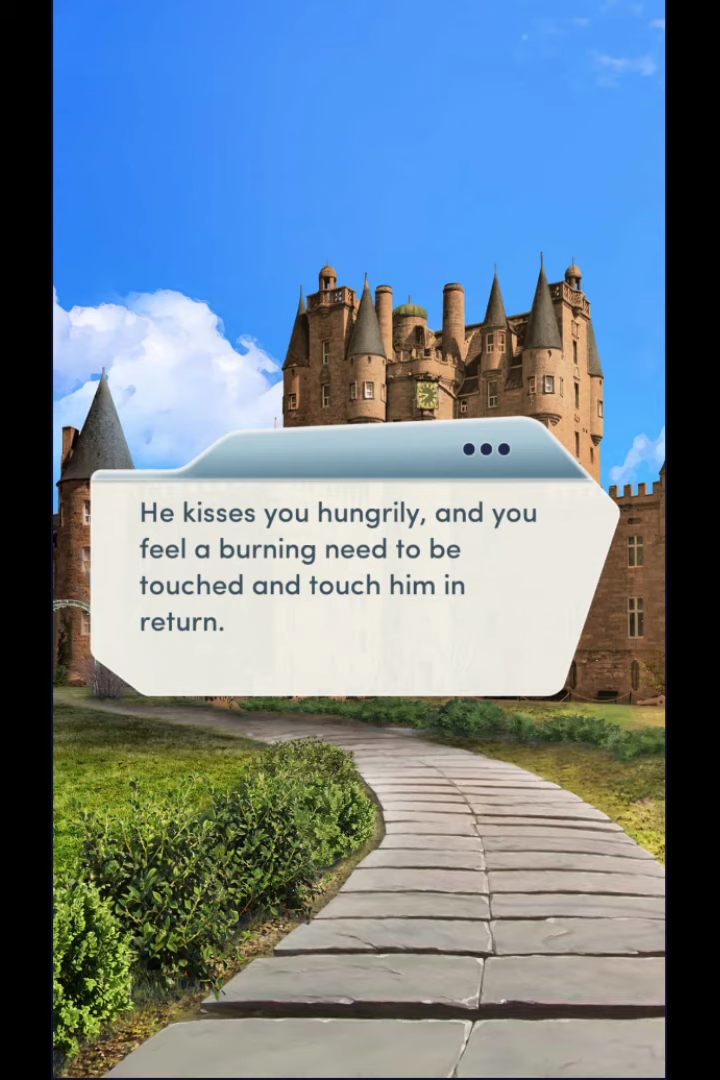 He kisses you hungrily, and you
feel a burning need to be
touched and touch him in
return.